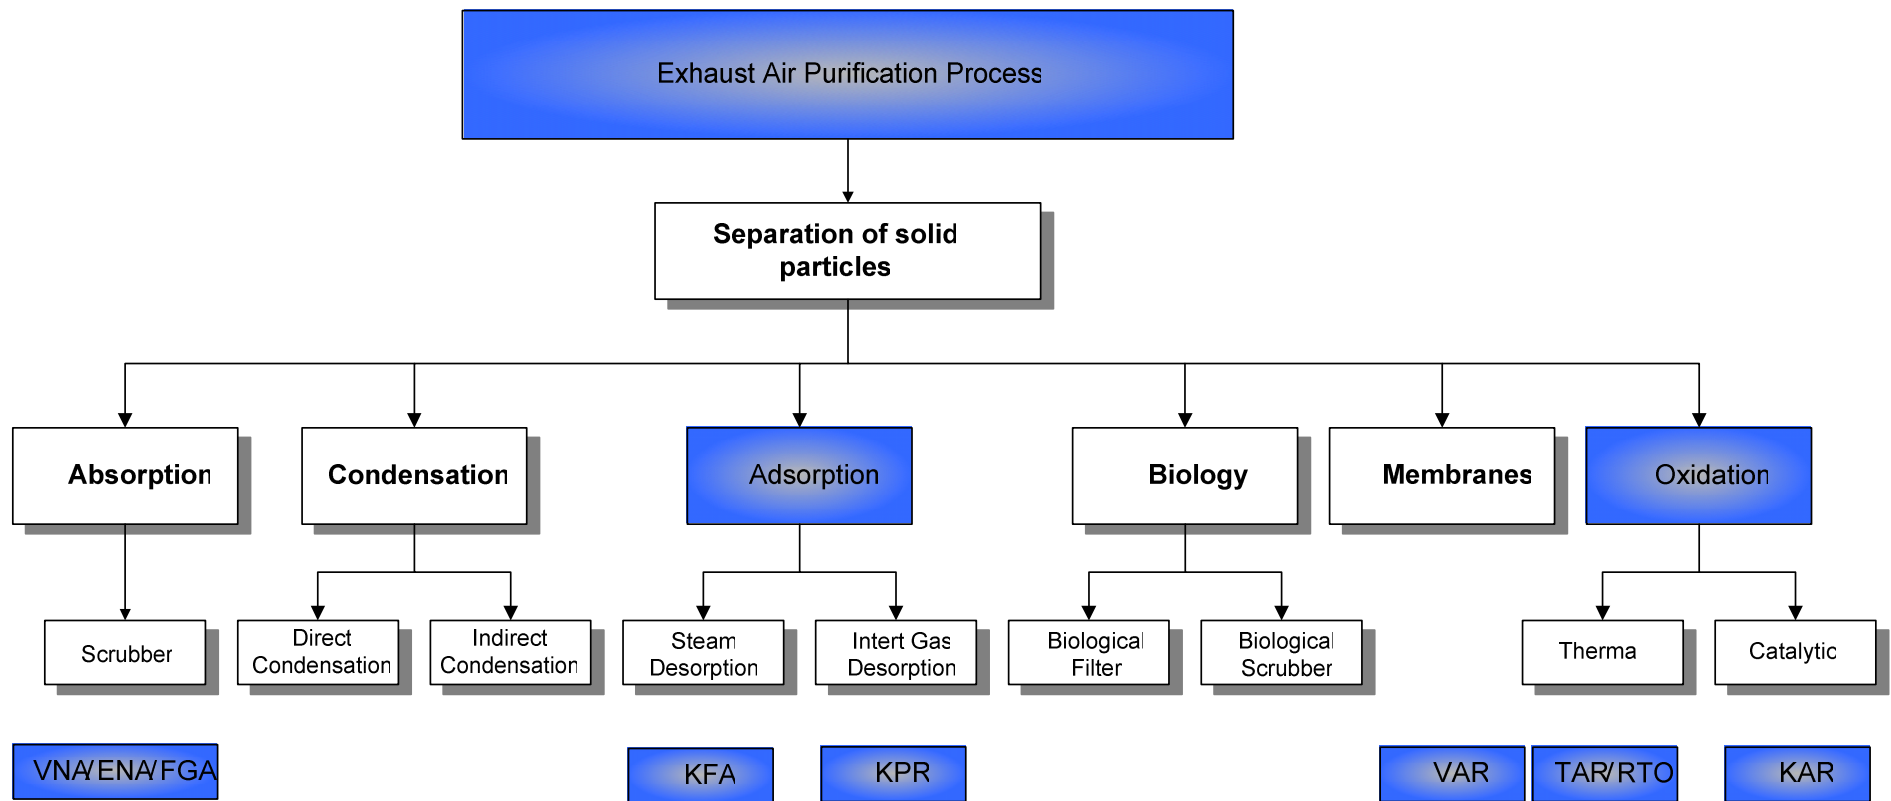 Exhaust Air Purification Process
Separation of solid
particles
Absorption
Condensation
Adsorption
Biology
Membranes
Oxidation
Scrubber
Direct
Condensation
Indirect
Condensation
Steam
Desorption
Intert Gas
Desorption
Biological
Filter
Biological
Scrubber
Therma
Catalytic
VNA/ENA/FGA
KFA
KPR
VAR
TAR/RTO
KAR